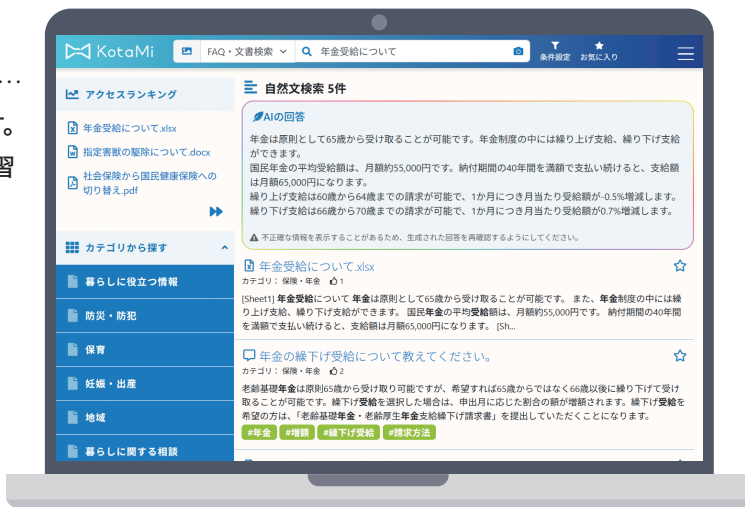 …
。
習
KotaMi
FAQ・文書検索
年金受給について
条件設定
お気に入り
アクセスランキング
年金受給について.xlsx
指定害獣の駆除について.docx
社会保険から国民健康保険への
切り替え.pdf
カテゴリから探す
暮らしに役立つ情報
防災・防犯
保育
妊娠・出産
地域
暮らしに関する相談
自然文検索 5件
AIの回答
年金は原則として65歳から受け取ることが可能です。年金制度の中には繰り上げ支給、繰り下げ支給
ができます。
国民年金の平均受給額は、月額約55,000円です。納付期間の40年間を満額で支払い続けると、支給額
は月額65,000円になります。
繰り上げ支給は60歳から64歳までの請求が可能で、1か月につき月当たり受給額が-0.5%増減します。
繰り下げ支給は66歳から70歳までの請求が可能で、1か月につき月当たり受給額が0.7%増減します。
不正確な情報を表示することがあるため、生成された回答を再確認するようにしてください。
年金受給について.xlsx
カテゴリ： 保険・年金 1
[Sheet1] 年金受給について 年金は原則として65歳から受け取ることが可能です。 また、年金制度の中には繰
り上げ支給、繰り下げ支給ができます。 国民年金の平均受給額は、月額約55,000円です。 納付期間の40年間
を満額で支払い続けると、支給額は月額65,000円になります。 [Sh...
年金の繰下げ受給について教えてください。
カテゴリ： 保険・年金 2
老齢基礎年金は原則65歳から受け取り可能ですが、希望すれば65歳からではなく66歳以後に繰り下げて受け
取ることが可能です。繰下げ受給を選択した場合は、申出月に応じた割合の額が増額されます。繰下げ受給を
希望の方は、「老齢基礎年金・老齢厚生年金支給繰下げ請求書」を提出していただくことになります。
#年金 #増額 #繰下げ受給 #請求方法